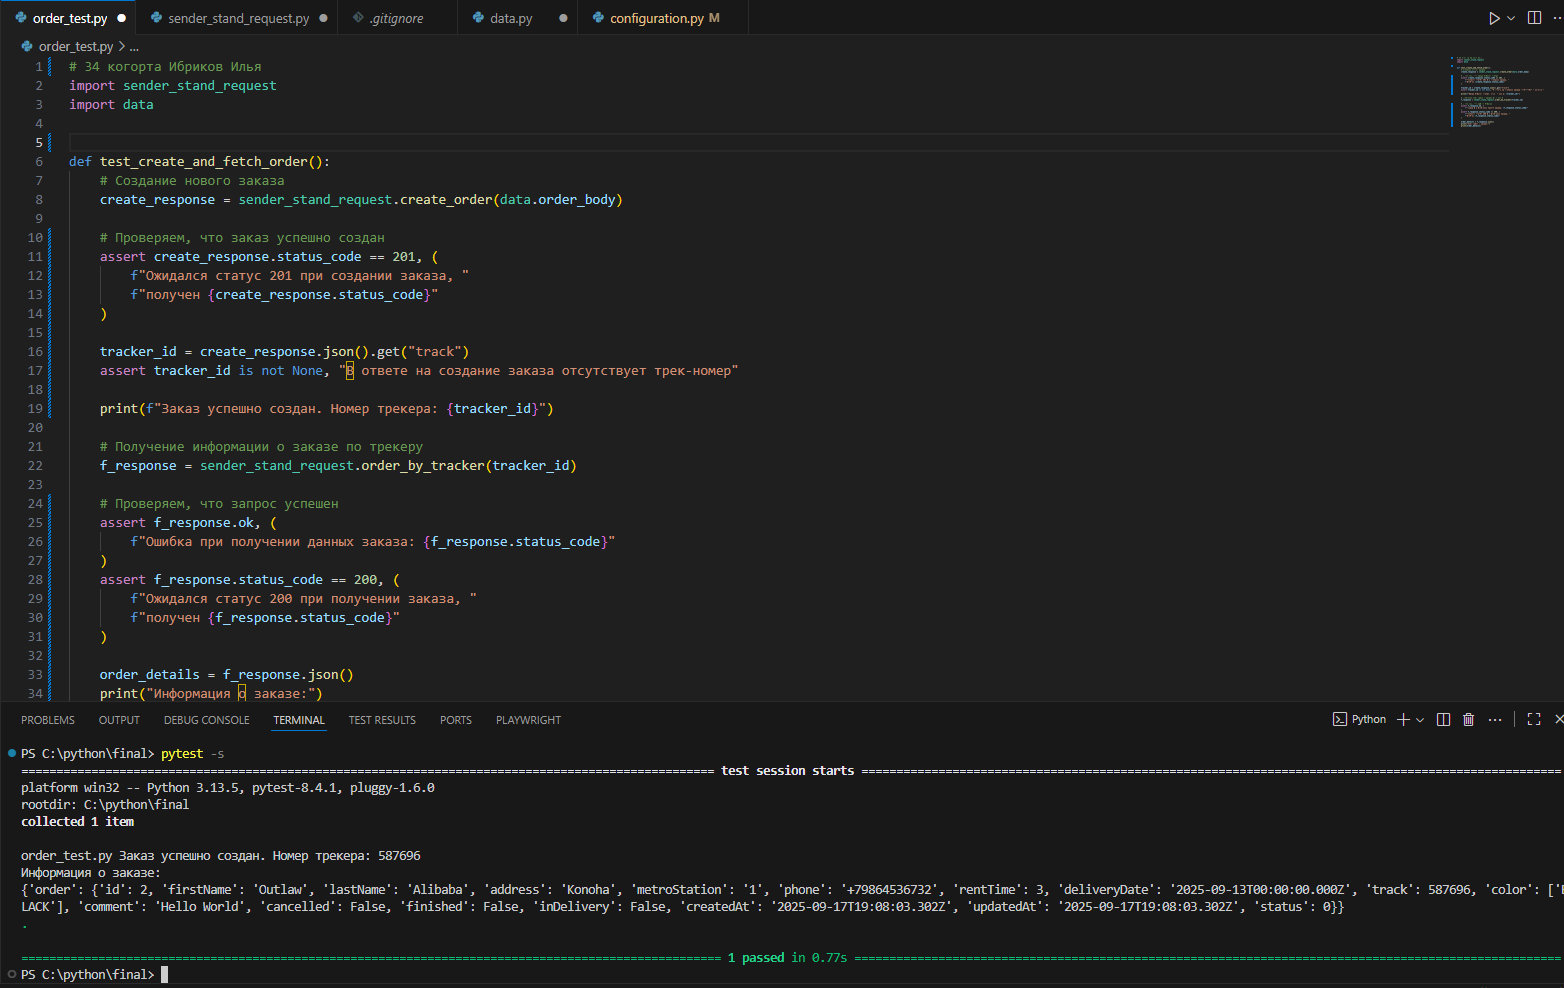 order_test.py
sender_stand_request.py
.gitignore
data.py
configuration.py M
order_test.py > ...
1 # 34 когорта Ибриков Илья
2 import sender_stand_request
3 import data
4
5
6 def test_create_and_fetch_order():
7 # Создание нового заказа
8 create_response = sender_stand_request.create_order(data.order_body)
9
10 # Проверяем, что заказ успешно создан
11 assert create_response.status_code == 201, (
12 f"Ожидался статус 201 при создании заказа, "
13 f"получен {create_response.status_code}"
14 )
15
16 tracker_id = create_response.json().get("track")
17 assert tracker_id is not None, "В ответе на создание заказа отсутствует трек-номер"
18
19 print(f"Заказ успешно создан. Номер трекера: {tracker_id}")
20
21 # Получение информации о заказе по трекеру
22 f_response = sender_stand_request.order_by_tracker(tracker_id)
23
24 # Проверяем, что запрос успешен
25 assert f_response.ok, (
26 f"Ошибка при получении данных заказа: {f_response.status_code}"
27 )
28 assert f_response.status_code == 200, (
29 f"Ожидался статус 200 при получении заказа, "
30 f"получен {f_response.status_code}"
31 )
32
33 order_details = f_response.json()
34 print("Информация о заказе:")
PROBLEMS OUTPUT DEBUG CONSOLE TERMINAL TEST RESULTS PORTS PLAYWRIGHT
Python
PS C:\python\final> pytest -s
test session starts
platform win32 -- Python 3.13.5, pytest-8.4.1, pluggy-1.6.0
rootdir: C:\python\final
collected 1 item
order_test.py Заказ успешно создан. Номер трекера: 587696
Информация о заказе:
{'order': {'id': 2, 'firstName': 'Outlaw', 'lastName': 'Alibaba', 'address': 'Konoha', 'metroStation': '1', 'phone': '+79864536732', 'rentTime': 3, 'deliveryDate': '2025-09-13T00:00:00.000Z', 'track': 587696, 'color': ['B
LACK'], 'comment': 'Hello World', 'cancelled': False, 'finished': False, 'inDelivery': False, 'createdAt': '2025-09-17T19:08:03.302Z', 'updatedAt': '2025-09-17T19:08:03.302Z', 'status': 0}}
.
1 passed in 0.77s
PS C:\python\final>